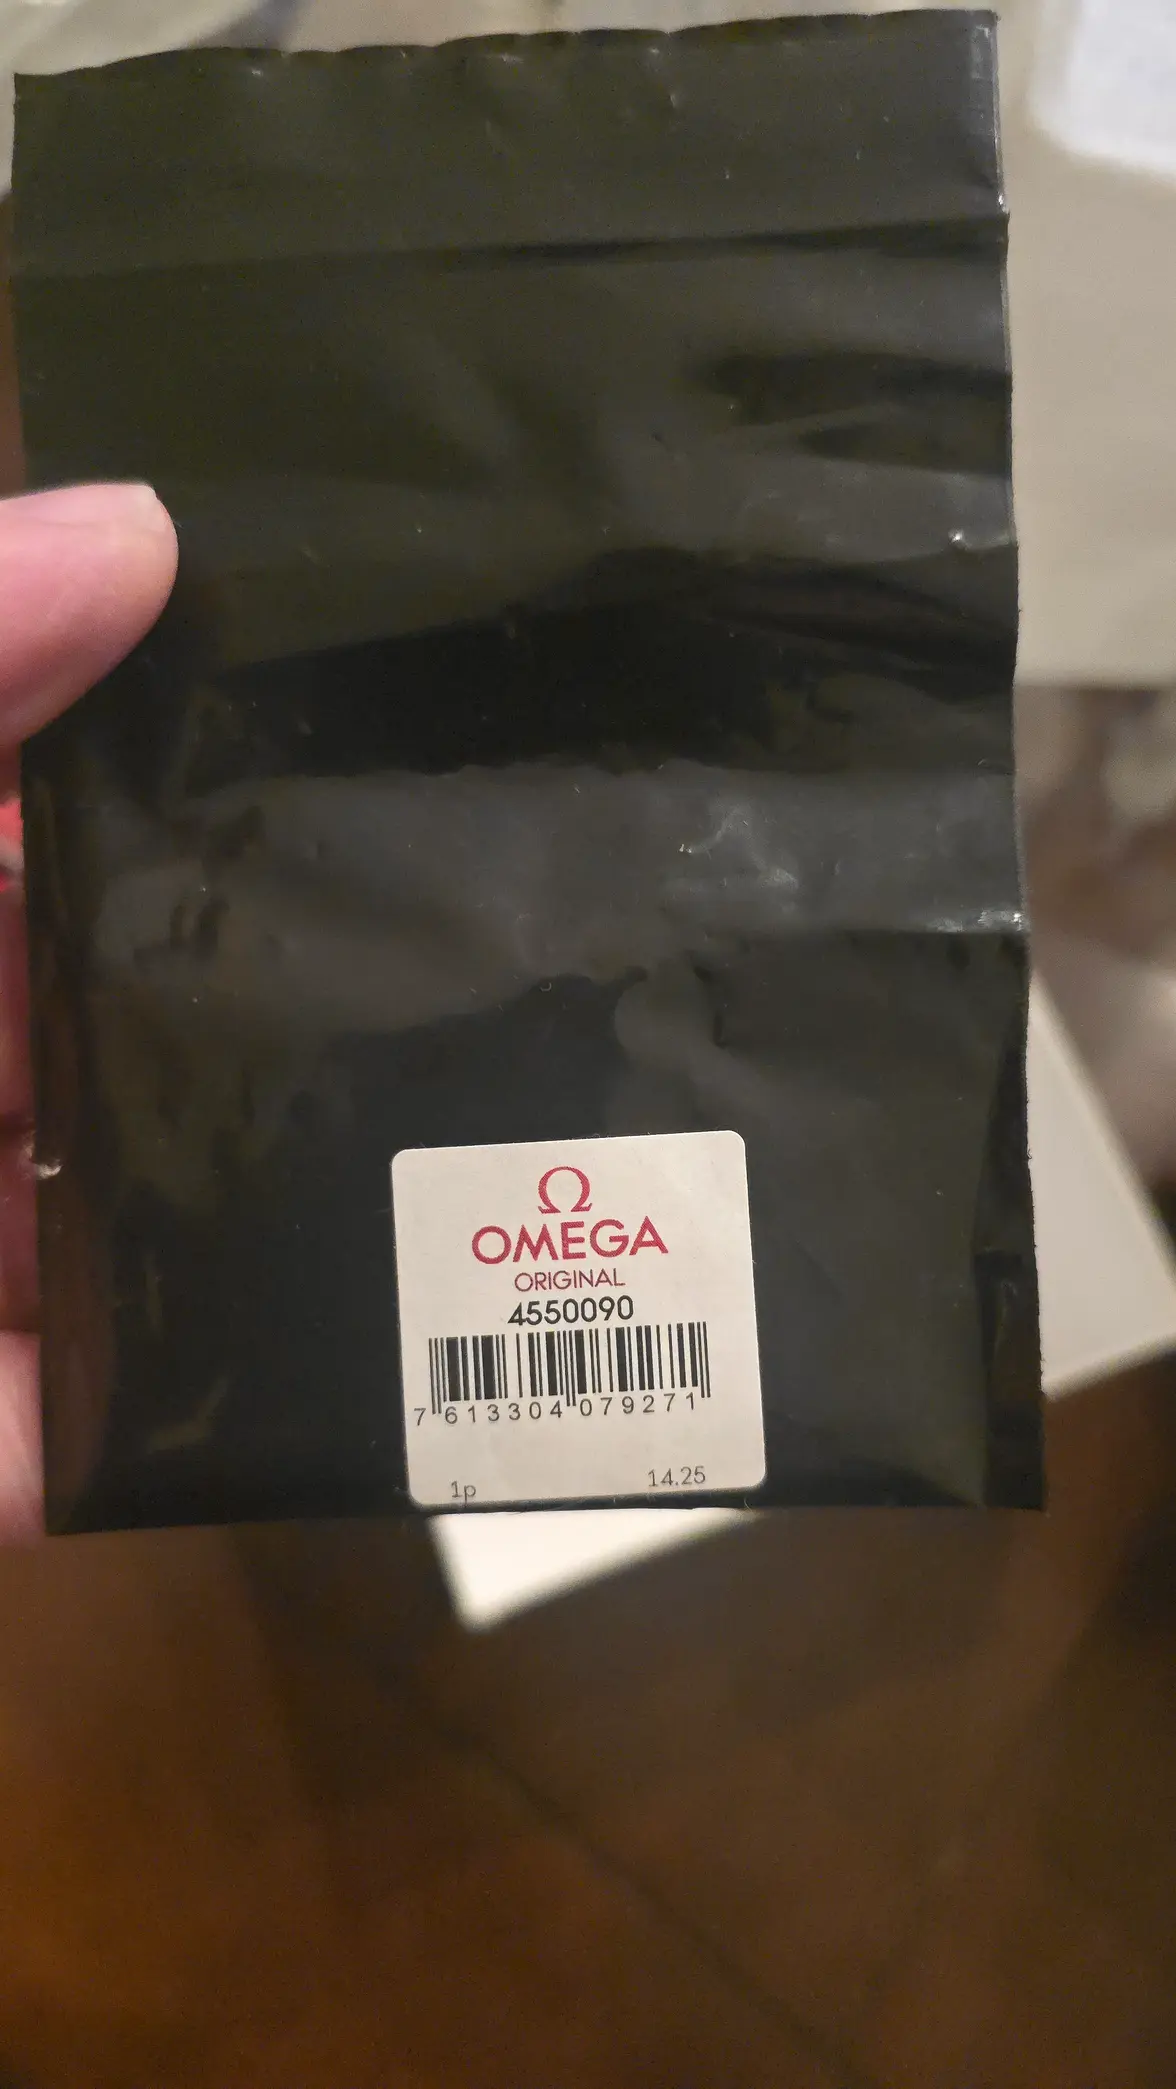 Ω
OMEGA
ORIGINAL
4550090
7 613304 079271
1p 14.25